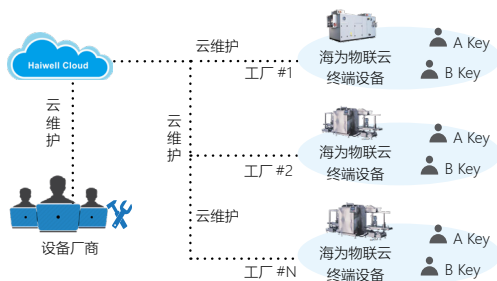 云维护
Haiwell Cloud
工厂 #1
海为物联云
终端设备
A Key
B Key
云维护
云维护
工厂 #2
海为物联云
终端设备
A Key
B Key
设备厂商
云维护
工厂 #N
海为物联云
终端设备
A Key
B Key